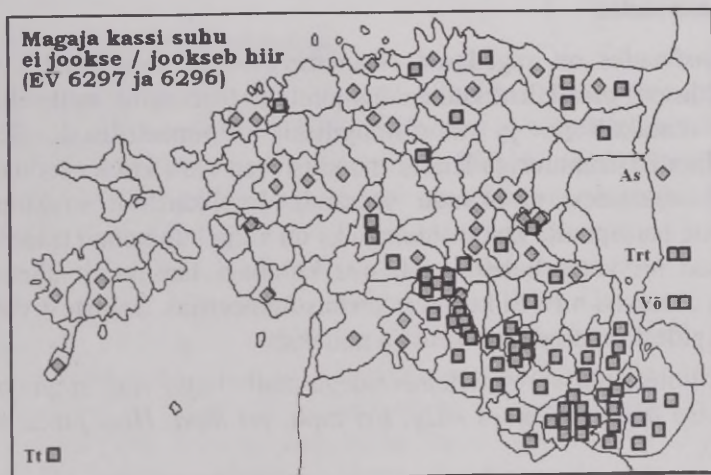 Magaja kassi suhu
ei jookse / jookseb hiir
(EV 6297 ja 6296)
As
Trt
Võ
Tt